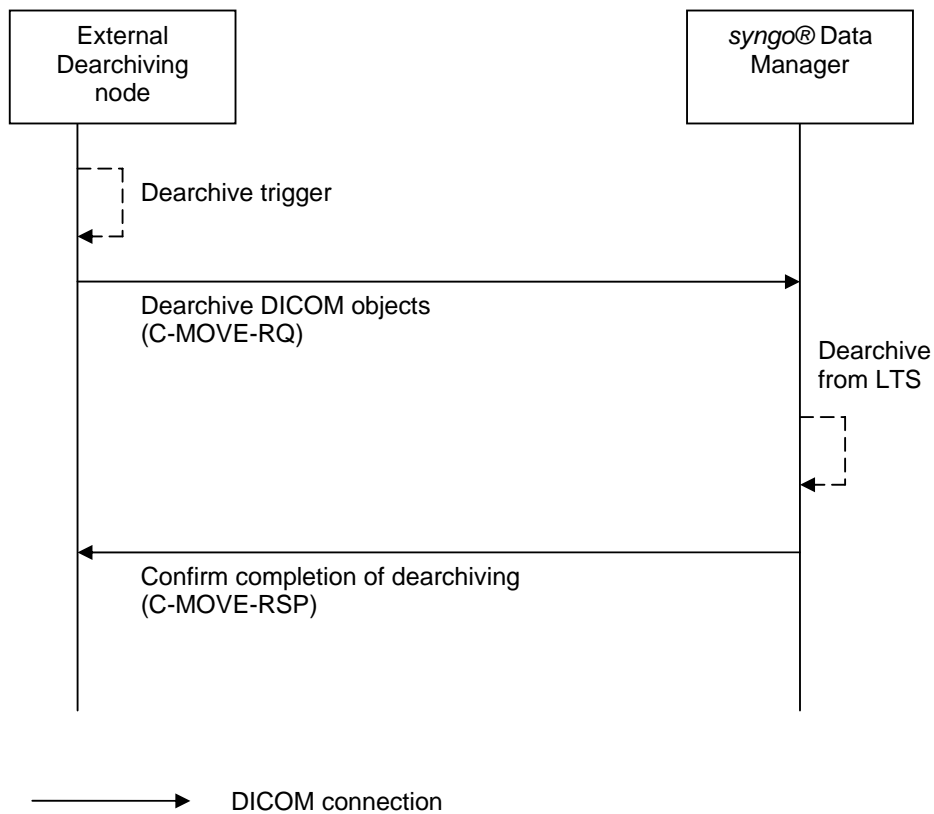 External
Dearchiving
node
syngo® Data
Manager
Dearchive trigger
Dearchive DICOM objects
(C-MOVE-RQ)
Dearchive
from LTS
Confirm completion of dearchiving
(C-MOVE-RSP)
DICOM connection